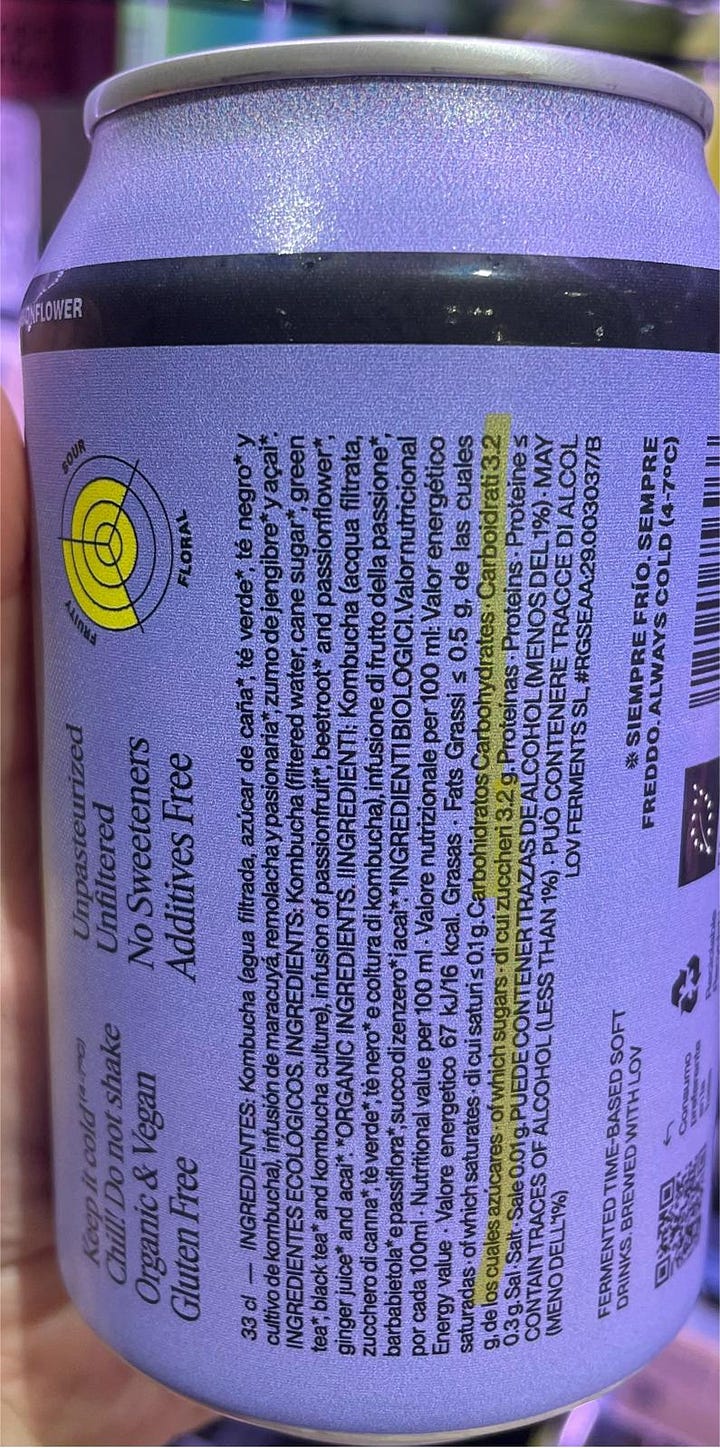 NFLOWER
SOUR
FRUITY
FLORAL
Keep it cold
Chill! Do not shake
Organic & Vegan
Gluten Free
Unpasteurized
Unfiltered
No Sweeteners
Additives Free
33 cl — INGREDIENTES: Kombucha (agua filtrada, azúcar de caña*, té verde*, té negro* y
cultivo de kombucha), infusión de maracuyá, remolacha y pasionaria*, zumo de jengibre* y açaí*.
INGREDIENTES ECOLÓGICOS. INGREDIENTS: Kombucha (filtered water, cane sugar*, green
tea*, black tea* and kombucha culture), infusion of passionfruit*, beetroot* and passionflower*,
ginger juice* and acai*. *ORGANIC INGREDIENTS. INGREDIENTI: Kombucha (acqua filtrata,
zucchero di canna*, té verde*, té nero* e coltura di kombucha), infusione di frutto della passione*,
barbabietola* e passiflora*, succo di zenzero*, acai*. *INGREDIENTI BIOLOGICI. Valor nutricional
por cada 100ml · Nutritional value per 100 ml · Valore nutrizionale per 100 ml: Valor energético
Energy value · Valore energetico 67 kJ/16 kcal. Grasas · Fats Grassi ≤ 0.5 g, de las cuales
saturadas · of which saturates · di cui saturi ≤ 0.1 g. Carbohidratos Carbohydrates · Carboidrati 3.2
g, de los cuales azúcares · of which sugars · di cui zuccheri 3.2 g. Proteínas · Proteins · Proteine ≤
0.3 g. Sal · Salt · Sale 0.01 g. PUEDE CONTENER TRAZAS DE ALCOHOL (MENOS DEL 1%) · MAY
CONTAIN TRACES OF ALCOHOL (LESS THAN 1%) · PUÒ CONTENERE TRACCE DI ALCOL
(MENO DELL'1%) LOV FERMENTS SL, #RGSEAA:29.003037/B
FERMENTED TIME-BASED SOFT
DRINKS. BREWED WITH LOV
※ SIEMPRE FRÍO. SEMPRE
FREDDO. ALWAYS COLD (4-7ºC)
Consumo
preferente